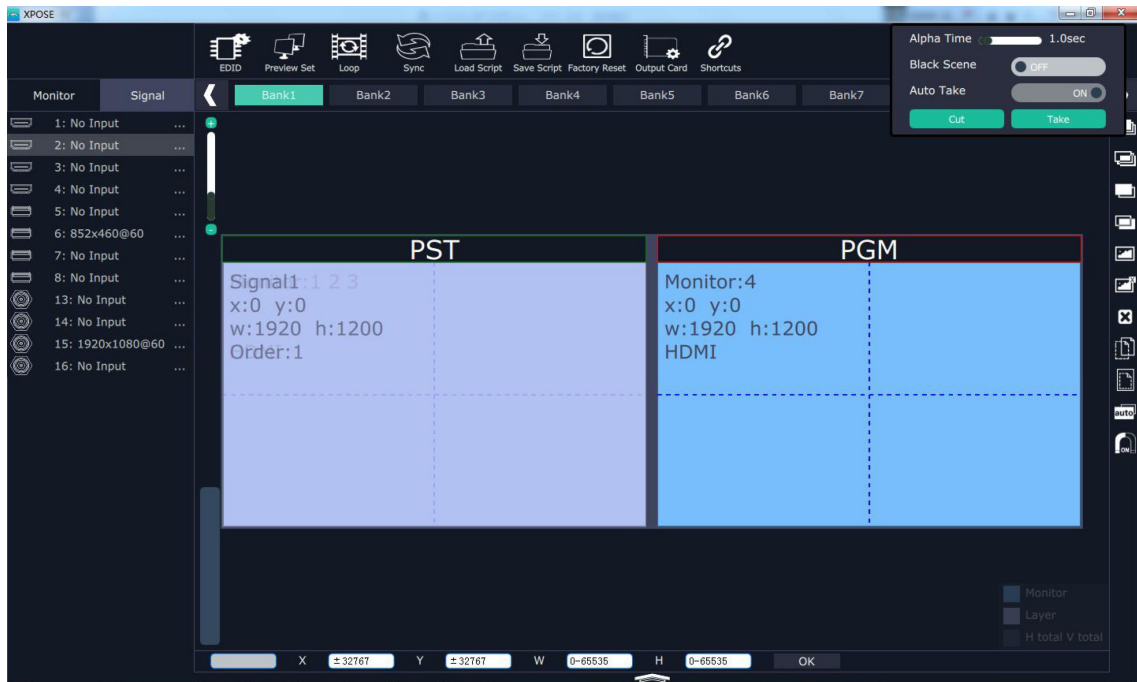 XPOSE
EDID
Preview Set
Loop
Sync
Load Script
Save Script
Factory Reset
Output Card
Shortcuts
Alpha Time 1.0sec
Black Scene OFF
Auto Take ON
Cut Take
Monitor Signal
Bank1 Bank2 Bank3 Bank4 Bank5 Bank6 Bank7
1: No Input ...
2: No Input ...
3: No Input ...
4: No Input ...
5: No Input ...
6: 852x460@60 ...
7: No Input ...
8: No Input ...
13: No Input ...
14: No Input ...
15: 1920x1080@60 ...
16: No Input ...
PST
Signal1 :1 2 3
x:0 y:0
w:1920 h:1200
Order:1
PGM
Monitor:4
x:0 y:0
w:1920 h:1200
HDMI
auto
ON
Monitor
Layer
H total V total
X ±32767 Y ±32767 W 0-65535 H 0-65535 OK